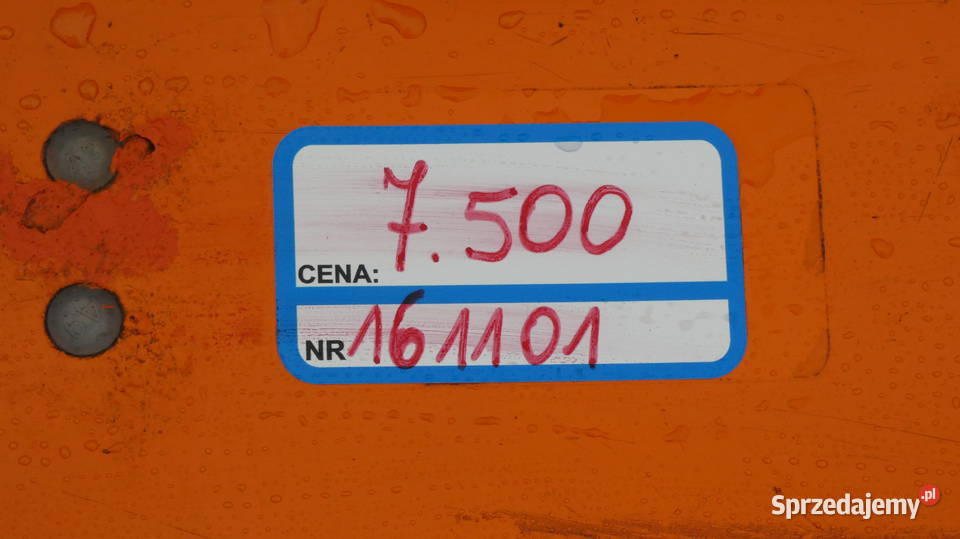 7.500
CENA:
NR 161101
Sprzedajemy.pl